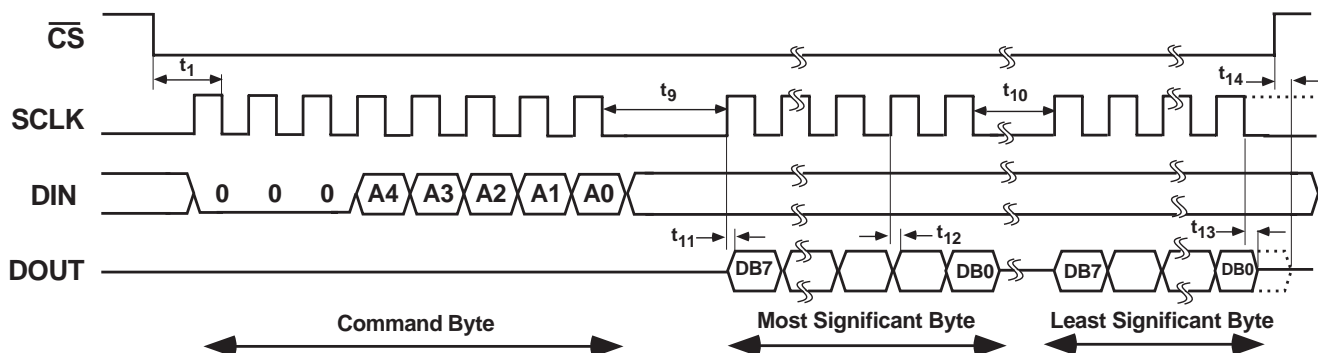 CS
t1
t9
t10
t14
SCLK
DIN
0 0 0 A4 A3 A2 A1 A0
t11
t12
t13
DOUT
DB7 DB0 DB7 DB0
Command Byte Most Significant Byte Least Significant Byte